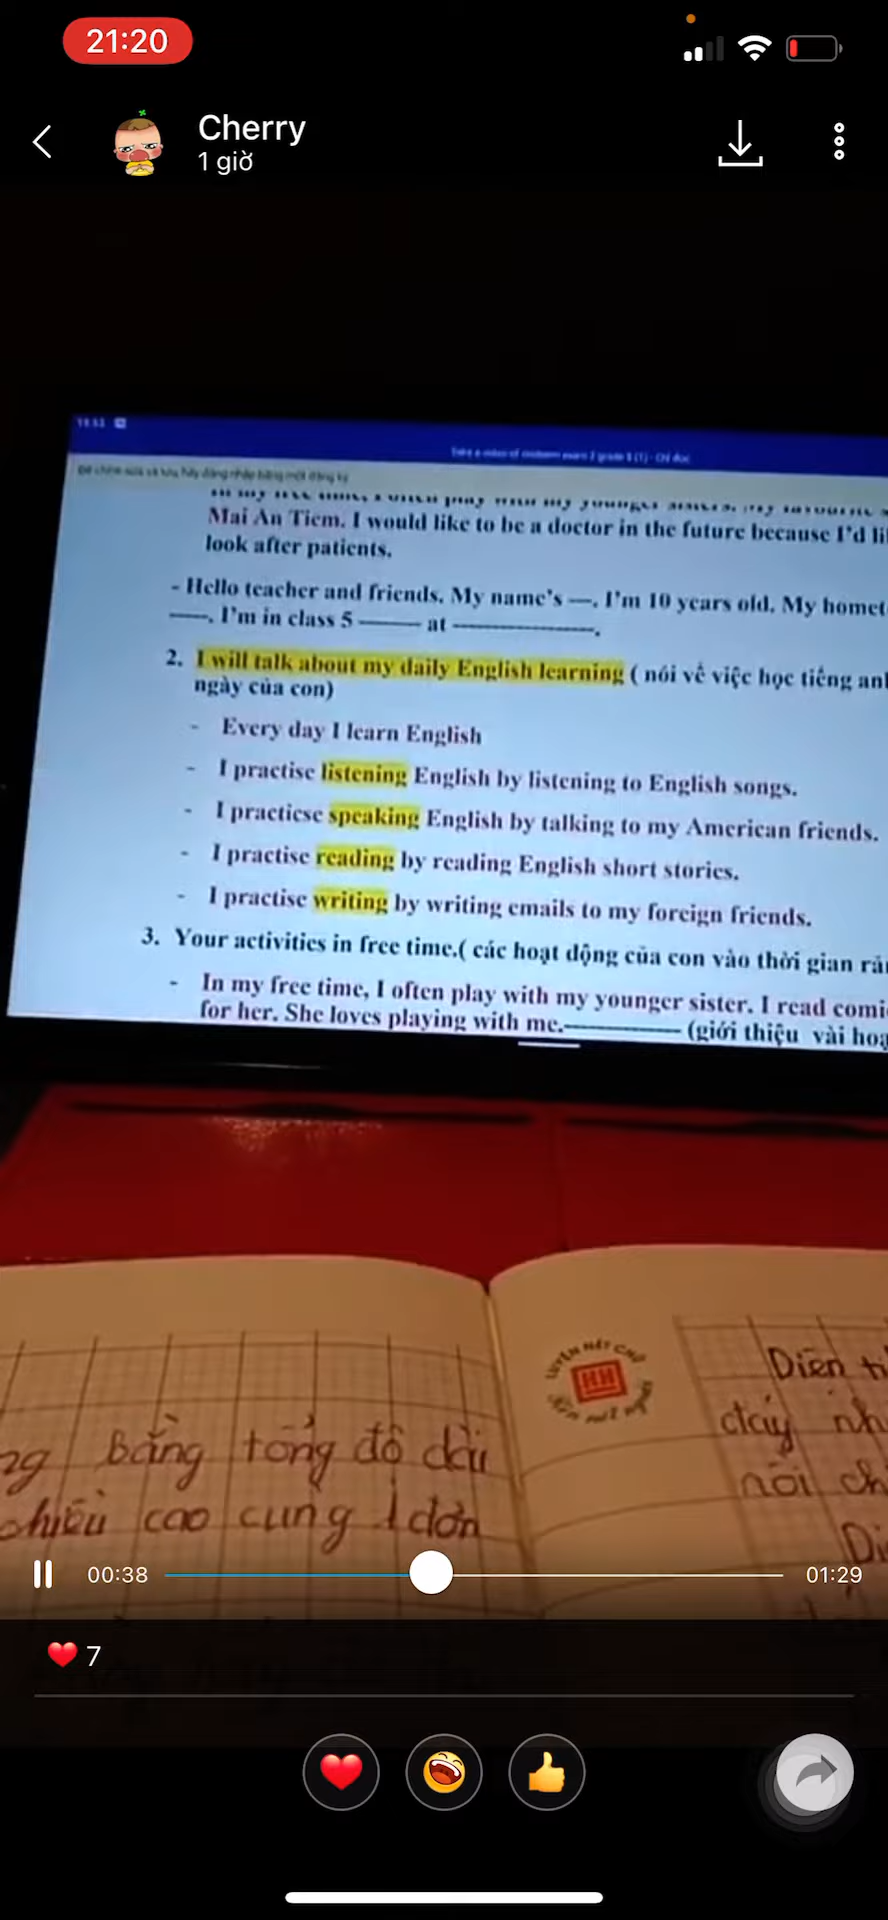 21:20
Cherry
1 giờ
Mai An Tiem. I would like to be a doctor in the future because I'd
look after patients.
- Hello teacher and friends. My name's —. I'm 10 years old. My
——. I'm in class 5 ——— at ———————.
2. I will talk about my daily English learning ( nói về việc học tiếng
ngày của con)
- Every day I learn English
- I practise listening English by listening to English songs.
- I practicse speaking English by talking to my American friends.
- I practise reading by reading English short stories.
- I practise writing by writing emails to my foreign friends.
3. Your activities in free time.( các hoạt động của con vào thời gian
- In my free time, I often play with my younger sister. I read
for her. She loves playing with me.——————— (giới thiệu vài
HH
bằng tổng độ dài
chiều cao cùng 1 đơn
Diện
đáy
nói
00:38
01:29
7